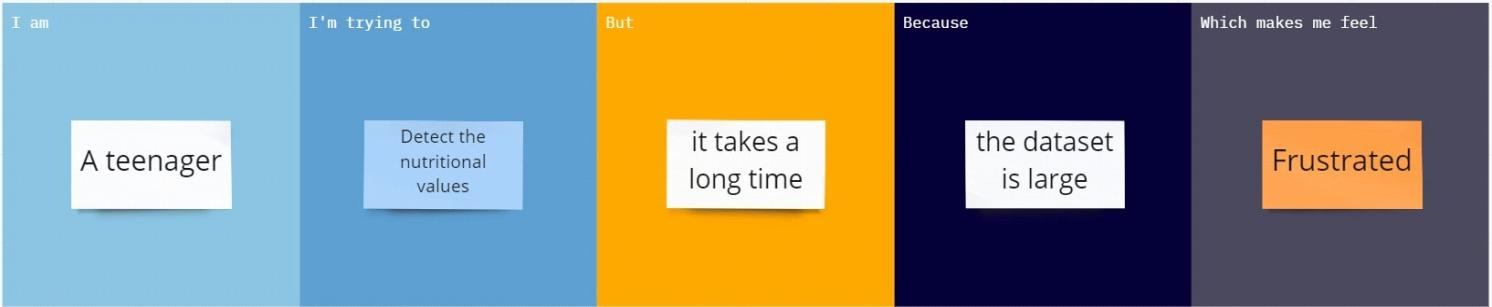 I am
A teenager
I'm trying to
Detect the
nutritional
values
But
it takes a
long time
Because
the dataset
is large
Which makes me feel
Frustrated